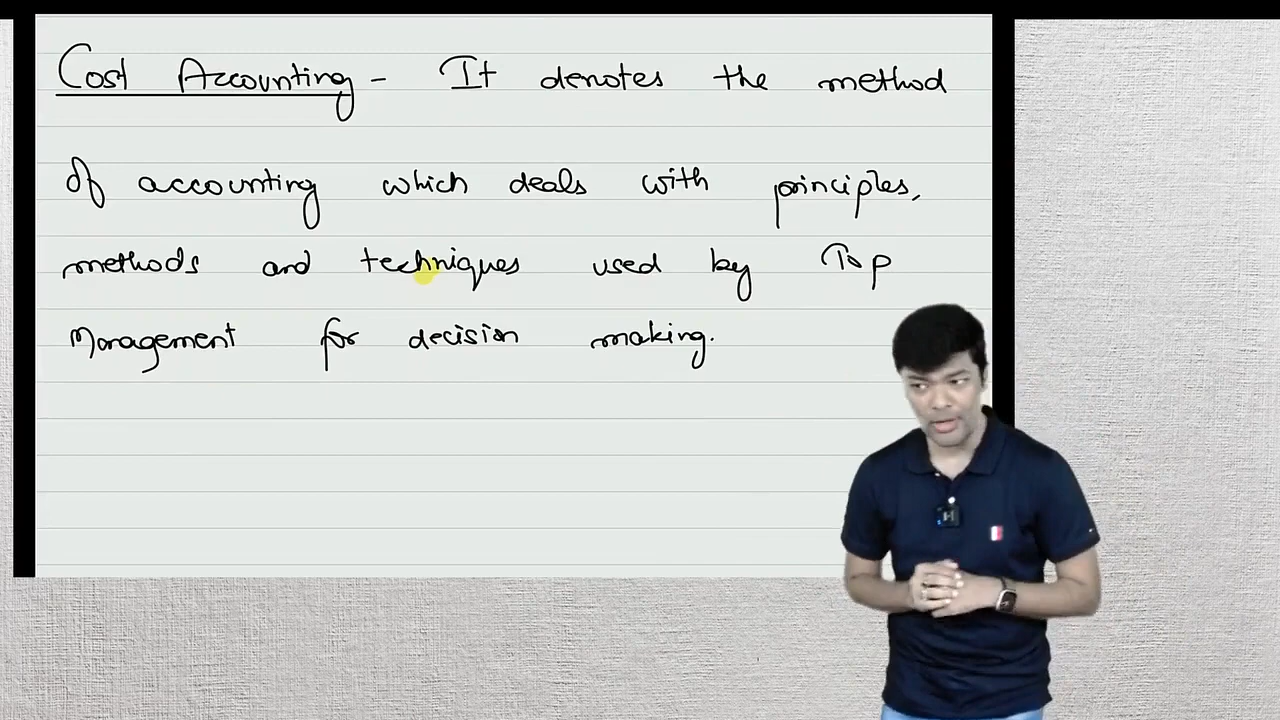 Cost Accounting - It denotes the method
of accounting which deals with principles,
methods and techniques used by Top
Management for decision making.